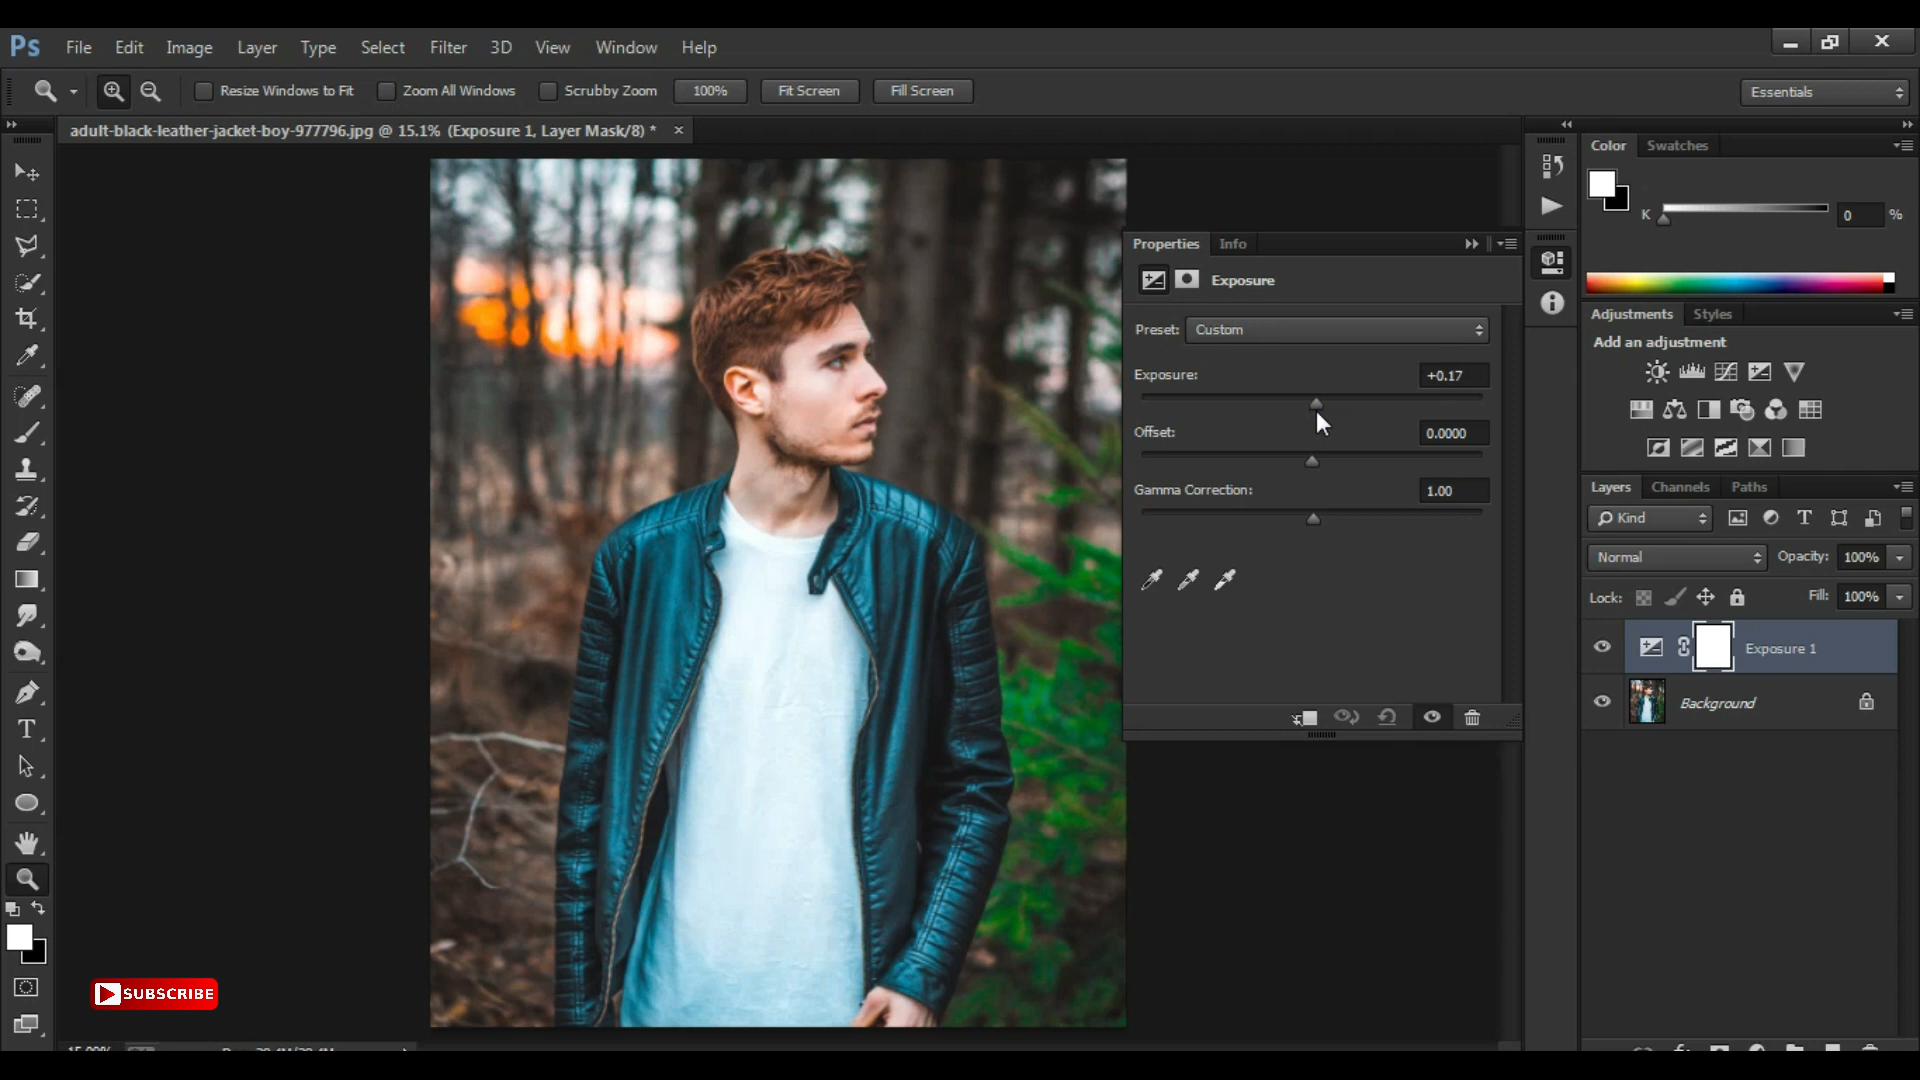 Ps File Edit Image Layer Type Select Filter 3D View Window Help
Resize Windows to Fit Zoom All Windows Scrubby Zoom 100% Fit Screen Fill Screen Essentials
adult-black-leather-jacket-boy-977796.jpg @ 15.1% (Exposure 1, Layer Mask/8) * ×
Color Swatches
K 0 %
Properties Info
Exposure
Preset: Custom
Exposure: +0.17
Offset: 0.0000
Gamma Correction: 1.00
Adjustments Styles
Add an adjustment
Layers Channels Paths
Kind
Normal Opacity: 100%
Lock: Fill: 100%
Exposure 1
Background
SUBSCRIBE